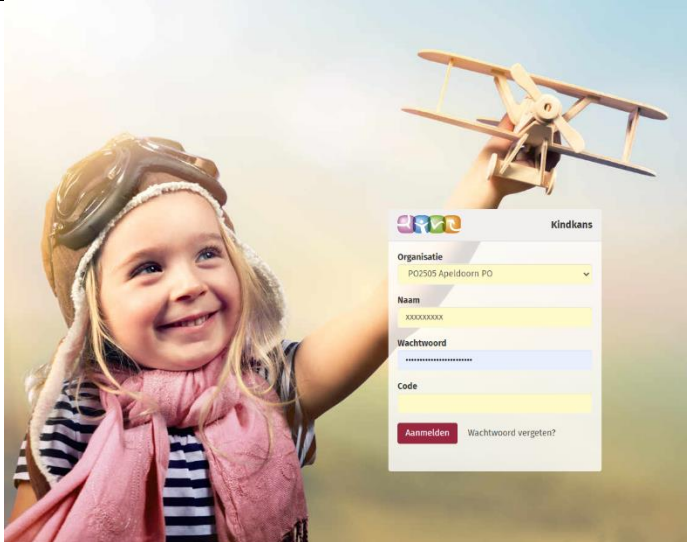 Kindkans
Organisatie
PO2505 Apeldoorn PO
Naam
xxxxxxxxx
Wachtwoord
Code
Aanmelden Wachtwoord vergeten?